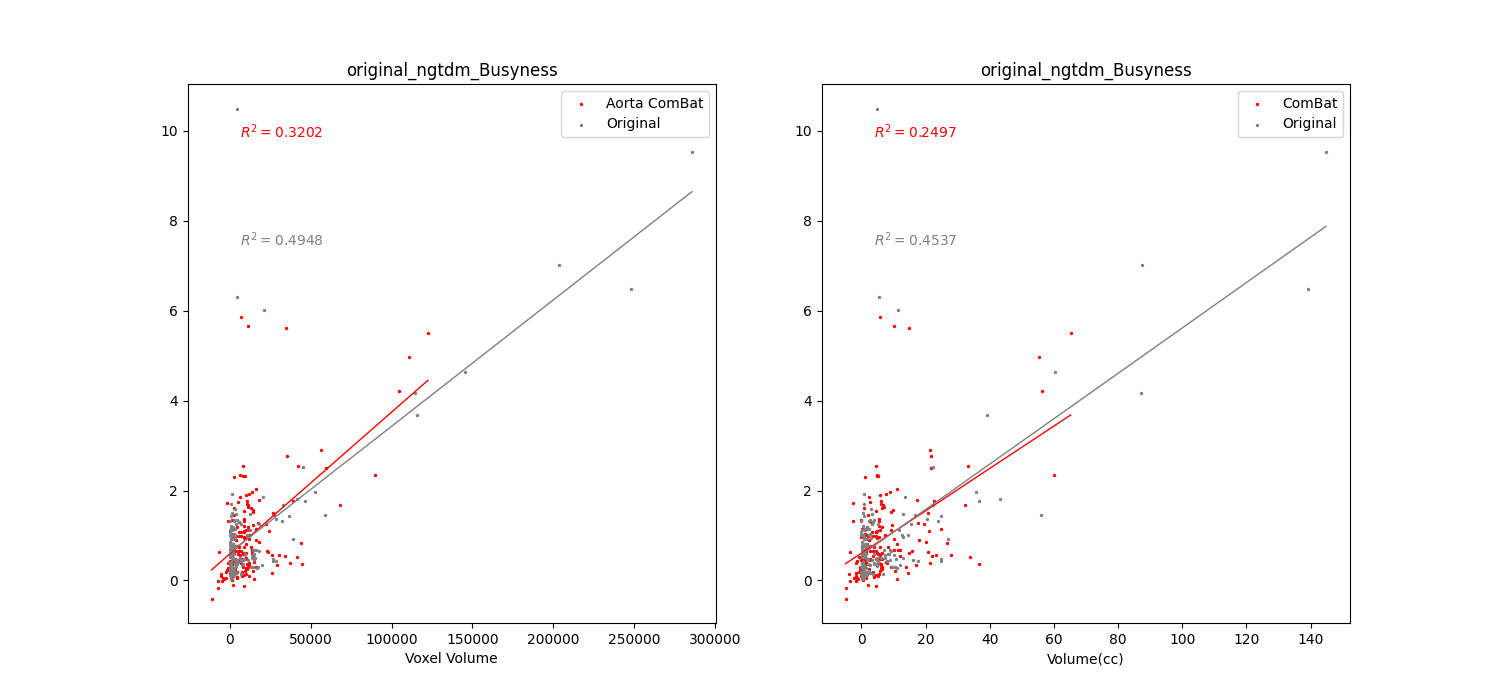 original_ngtdm_Busyness
Aorta ComBat
Original
R² = 0.3202
R² = 0.4948
10
8
6
4
2
0
0 50000 100000 150000 200000 250000 300000
Voxel Volume
original_ngtdm_Busyness
ComBat
Original
R² = 0.2497
R² = 0.4537
10
8
6
4
2
0
0 20 40 60 80 100 120 140
Volume(cc)